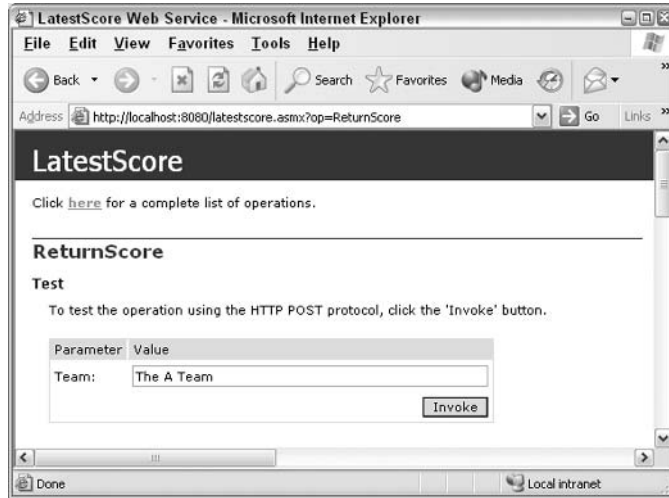 LatestScore Web Service - Microsoft Internet Explorer
File Edit View Favorites Tools Help
Back Search Favorites Media »
Address http://localhost:8080/latestscore.asmx?op=ReturnScore Go Links »
LatestScore
Click here for a complete list of operations.
ReturnScore
Test
To test the operation using the HTTP POST protocol, click the 'Invoke' button.
Parameter Value
Team: The A Team
Invoke
Done Local intranet